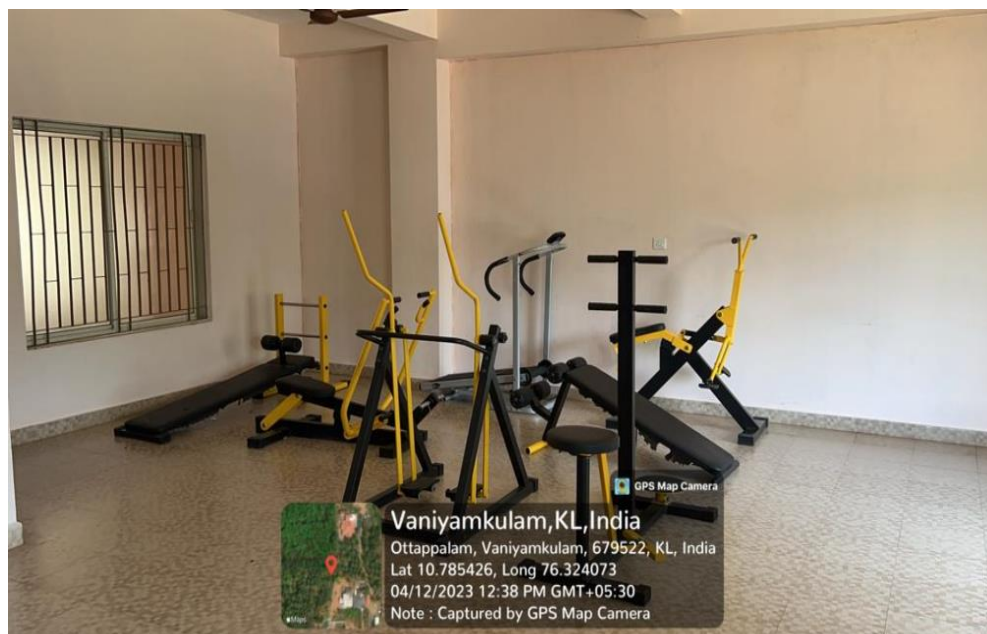 GPS Map Camera
Vaniyamkulam,KL,India
Ottappalam, Vaniyamkulam, 679522, KL, India
Lat 10.785426, Long 76.324073
04/12/2023 12:38 PM GMT+05:30
Note : Captured by GPS Map Camera
Maps